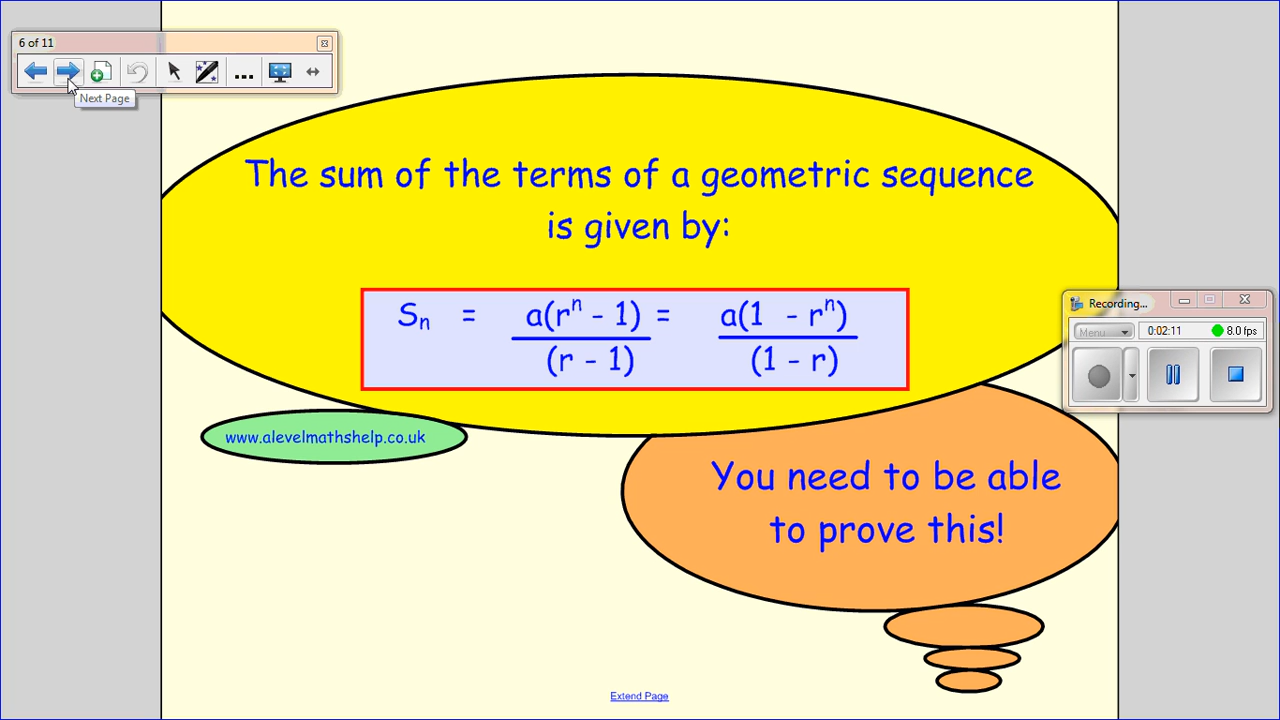 6 of 11
Next Page
The sum of the terms of a geometric sequence
is given by:
Sn = a(rⁿ - 1) = a(1 - rⁿ)
(r - 1) (1 - r)
Recording...
Menu
0:02:11
8.0 fps
www.alevelmathshelp.co.uk
You need to be able
to prove this!
Extend Page